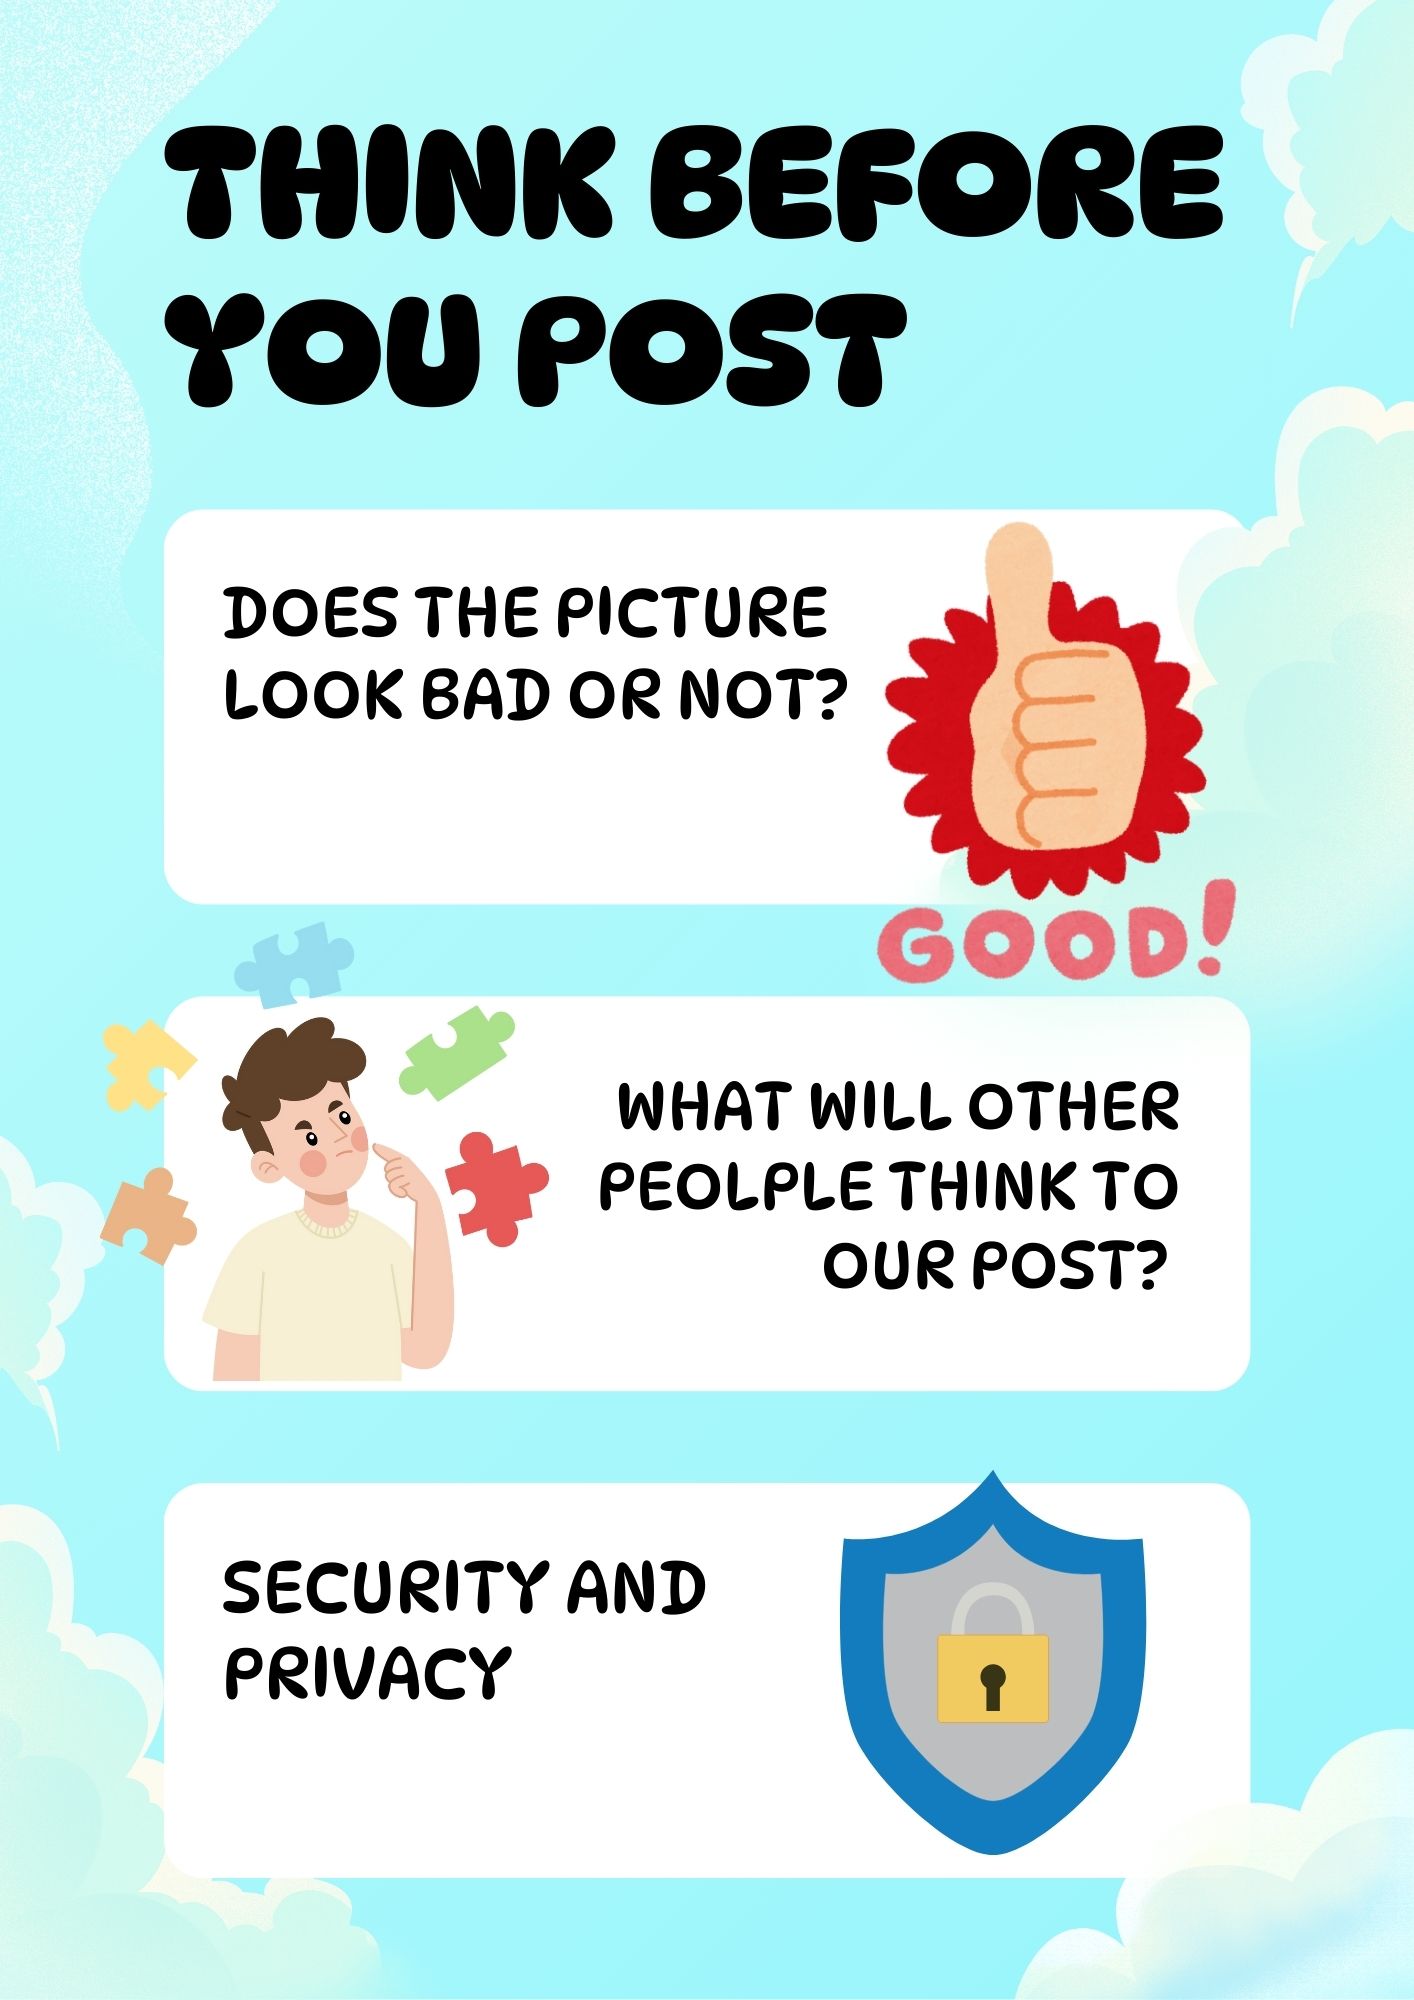 THINK BEFORE
YOU POST
DOES THE PICTURE
LOOK BAD OR NOT?
GOOD!
WHAT WILL OTHER
PEOLPLE THINK TO
OUR POST?
SECURITY AND
PRIVACY